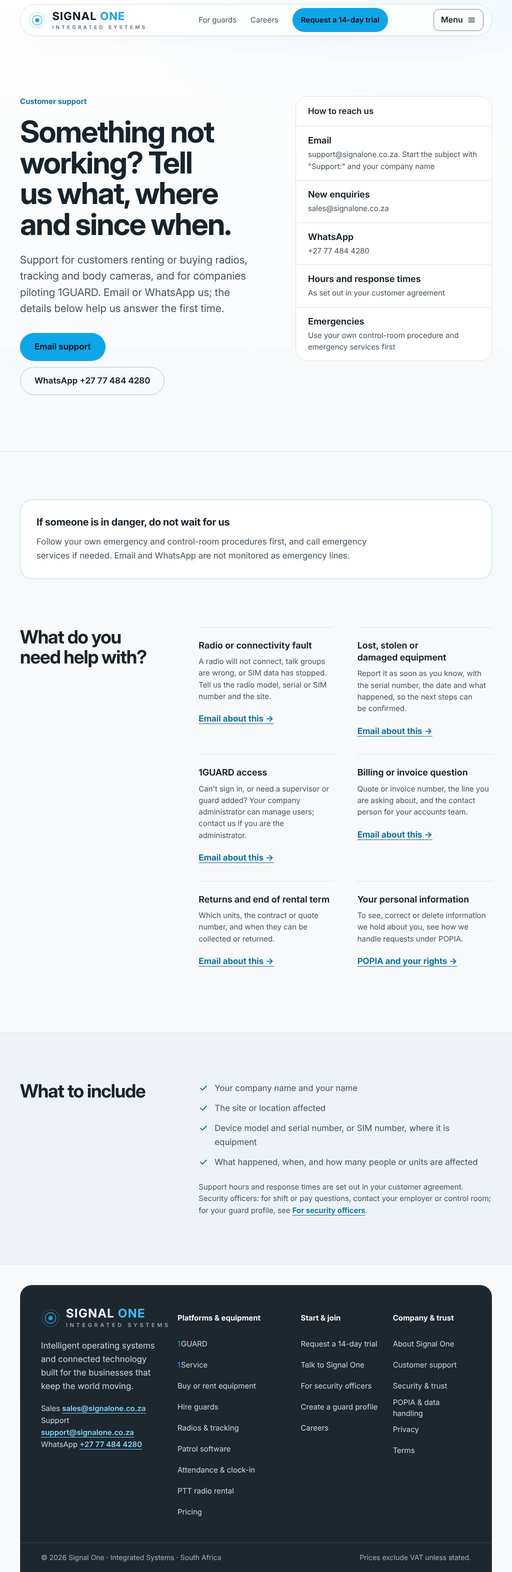 SIGNAL ONE
INTEGRATED SYSTEMS
For guards
Careers
Request a 14-day trial
Menu
Customer support
Something not
working? Tell
us what, where
and since when.
Support for customers renting or buying radios,
tracking and body cameras, and for companies
piloting 1GUARD. Email or WhatsApp us; the
details below help us answer the first time.
Email support
WhatsApp +27 77 484 4280
How to reach us
Email
support@signalone.co.za. Start the subject with
"Support:" and your company name
New enquiries
sales@signalone.co.za
WhatsApp
+27 77 484 4280
Hours and response times
As set out in your customer agreement
Emergencies
Use your own control-room procedure and
emergency services first
If someone is in danger, do not wait for us
Follow your own emergency and control-room procedures first, and call emergency
services if needed. Email and WhatsApp are not monitored as emergency lines.
What do you
need help with?
Radio or connectivity fault
A radio will not connect, talk groups
are wrong, or SIM data has stopped.
Tell us the radio model, serial or SIM
number and the site.
Email about this →
Lost, stolen or
damaged equipment
Report it as soon as you know, with
the serial number, the date and what
happened, so the next steps can
be confirmed.
Email about this →
1GUARD access
Can't sign in, or need a supervisor or
guard added? Your company
administrator can manage users;
contact us if you are the
administrator.
Email about this →
Billing or invoice question
Quote or invoice number, the line you
are asking about, and the contact
person for your accounts team.
Email about this →
Returns and end of rental term
Which units, the contract or quote
number, and when they can be
collected or returned.
Email about this →
Your personal information
To see, correct or delete information
we hold about you, see how we
handle requests under POPIA.
POPIA and your rights →
What to include
Your company name and your name
The site or location affected
Device model and serial number, or SIM number, where it is
equipment
What happened, when, and how many people or units are affected
Support hours and response times are set out in your customer agreement.
Security officers: for shift or pay questions, contact your employer or control room;
for your guard profile, see For security officers.
SIGNAL ONE
INTEGRATED SYSTEMS
Intelligent operating systems
and connected technology
built for the businesses that
keep the world moving.
Sales sales@signalone.co.za
Support
support@signalone.co.za
WhatsApp +27 77 484 4280
Platforms & equipment
1GUARD
1Service
Buy or rent equipment
Hire guards
Radios & tracking
Patrol software
Attendance & clock-in
PTT radio rental
Pricing
Start & join
Request a 14-day trial
Talk to Signal One
For security officers
Create a guard profile
Careers
Company & trust
About Signal One
Customer support
Security & trust
POPIA & data
handling
Privacy
Terms
© 2026 Signal One · Integrated Systems · South Africa
Prices exclude VAT unless stated.